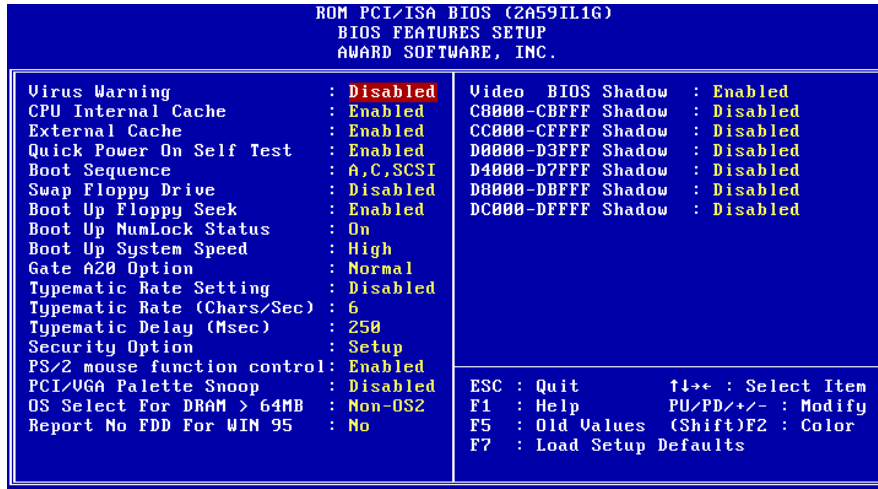 ROM PCI/ISA BIOS (2A59IL1G)
BIOS FEATURES SETUP
AWARD SOFTWARE, INC.
Virus Warning : Disabled
CPU Internal Cache : Enabled
External Cache : Enabled
Quick Power On Self Test : Enabled
Boot Sequence : A,C,SCSI
Swap Floppy Drive : Disabled
Boot Up Floppy Seek : Enabled
Boot Up NumLock Status : On
Boot Up System Speed : High
Gate A20 Option : Normal
Typematic Rate Setting : Disabled
Typematic Rate (Chars/Sec) : 6
Typematic Delay (Msec) : 250
Security Option : Setup
PS/2 mouse function control: Enabled
PCI/VGA Palette Snoop : Disabled
OS Select For DRAM > 64MB : Non-OS2
Report No FDD For WIN 95 : No
Video BIOS Shadow : Enabled
C8000-CBFFF Shadow : Disabled
CC000-CFFFF Shadow : Disabled
D0000-D3FFF Shadow : Disabled
D4000-D7FFF Shadow : Disabled
D8000-DBFFF Shadow : Disabled
DC000-DFFFF Shadow : Disabled
ESC : Quit ↑↓→← : Select Item
F1 : Help PU/PD/+/- : Modify
F5 : Old Values (Shift)F2 : Color
F7 : Load Setup Defaults